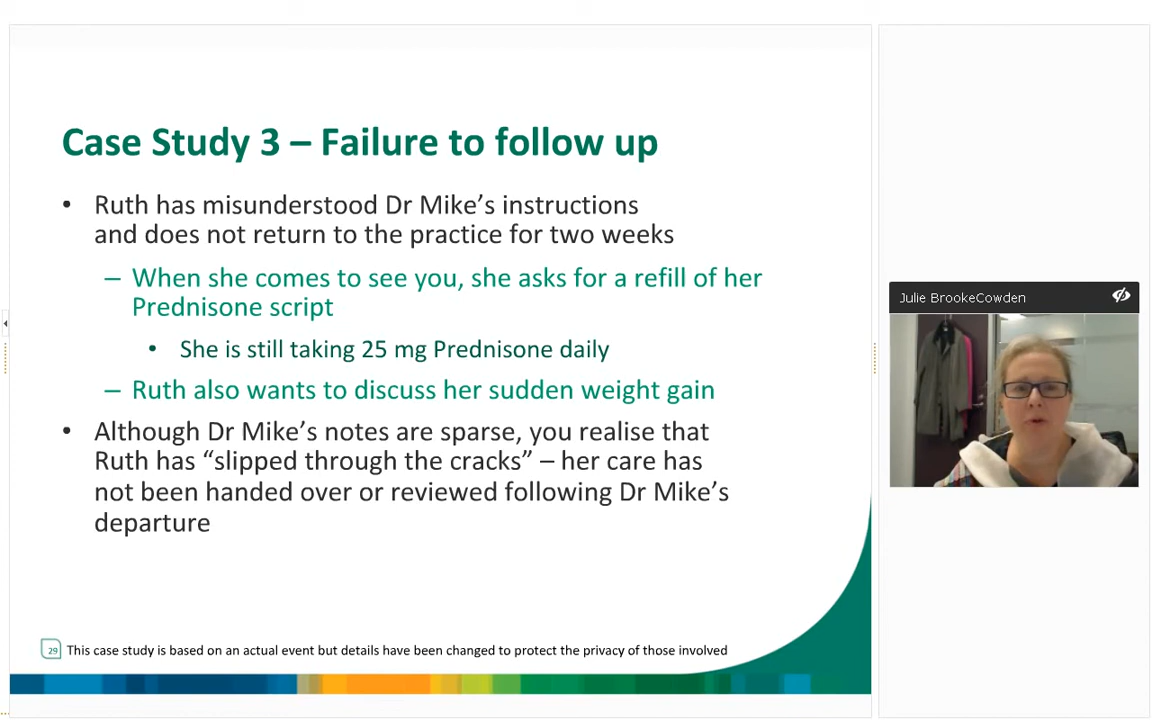 Case Study 3 – Failure to follow up
• Ruth has misunderstood Dr Mike’s instructions
and does not return to the practice for two weeks
– When she comes to see you, she asks for a refill of her
Prednisone script
• She is still taking 25 mg Prednisone daily
– Ruth also wants to discuss her sudden weight gain
• Although Dr Mike’s notes are sparse, you realise that
Ruth has “slipped through the cracks” – her care has
not been handed over or reviewed following Dr Mike’s
departure
29 This case study is based on an actual event but details have been changed to protect the privacy of those involved
Julie BrookeCowden